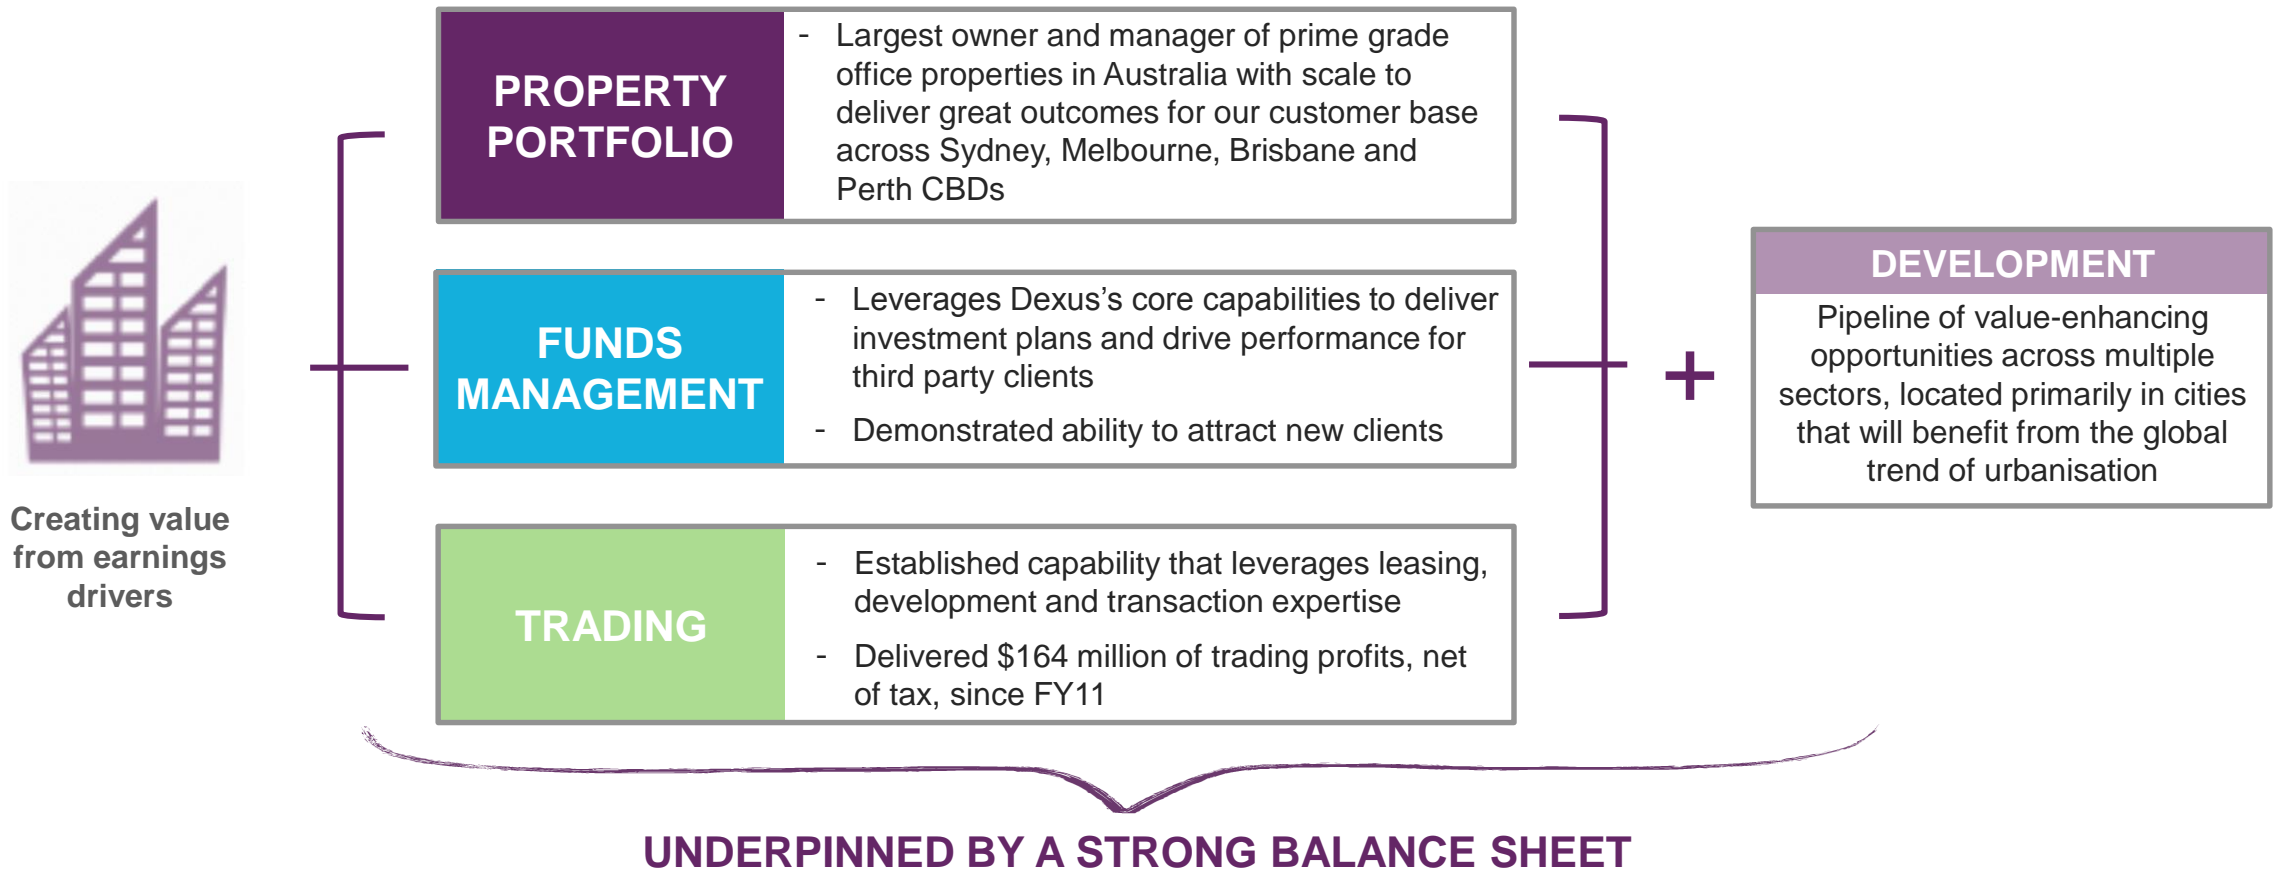 Creating value
from earnings
drivers
PROPERTY
PORTFOLIO
- Largest owner and manager of prime grade
office properties in Australia with scale to
deliver great outcomes for our customer base
across Sydney, Melbourne, Brisbane and
Perth CBDs
FUNDS
MANAGEMENT
- Leverages Dexus’s core capabilities to deliver
investment plans and drive performance for
third party clients
- Demonstrated ability to attract new clients
TRADING
- Established capability that leverages leasing,
development and transaction expertise
- Delivered $164 million of trading profits, net
of tax, since FY11
+
DEVELOPMENT
Pipeline of value-enhancing
opportunities across multiple
sectors, located primarily in cities
that will benefit from the global
trend of urbanisation
UNDERPINNED BY A STRONG BALANCE SHEET